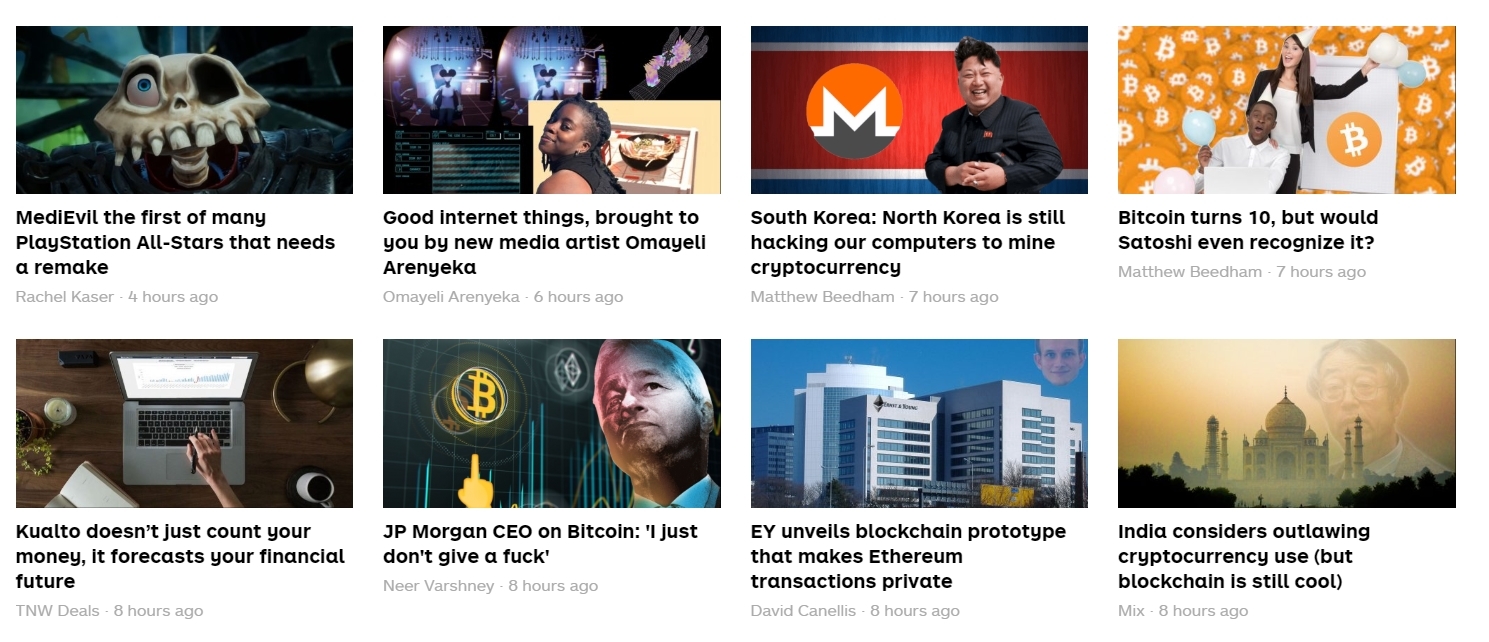 MediEvil the first of many
PlayStation All-Stars that needs
a remake
Rachel Kaser · 4 hours ago
Good internet things, brought to
you by new media artist Omayeli
Arenyeka
Omayeli Arenyeka · 6 hours ago
South Korea: North Korea is still
hacking our computers to mine
cryptocurrency
Matthew Beedham · 7 hours ago
Bitcoin turns 10, but would
Satoshi even recognize it?
Matthew Beedham · 7 hours ago
Kualto doesn’t just count your
money, it forecasts your financial
future
TNW Deals · 8 hours ago
JP Morgan CEO on Bitcoin: 'I just
don't give a fuck'
Neer Varshney · 8 hours ago
ERNST & YOUNG
EY unveils blockchain prototype
that makes Ethereum
transactions private
David Canellis · 8 hours ago
India considers outlawing
cryptocurrency use (but
blockchain is still cool)
Mix · 8 hours ago